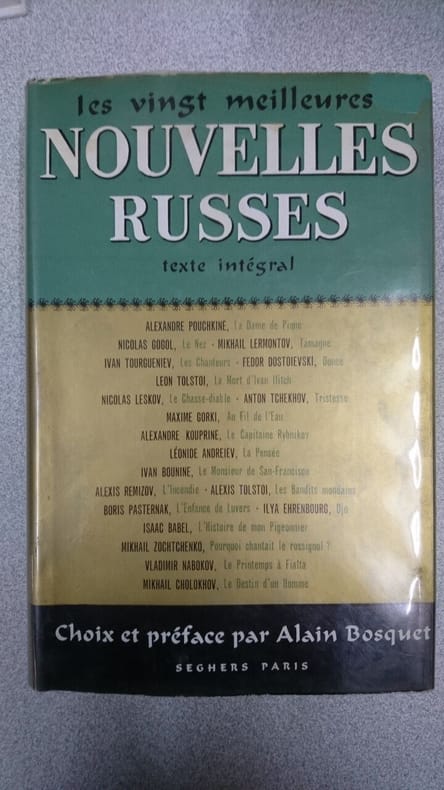 les vingt meilleures
NOUVELLES
RUSSES
texte intégral
ALEXANDRE POUCHKINE, La Dame de Pique
NICOLAS GOGOL, Le Nez · MIKHAIL LERMONTOV, Tamagne
IVAN TOURGUENIEV, Les Chanteurs · FEDOR DOSTOIEVSKI, Douce
LEON TOLSTOI, La Mort d'Ivan Ilitch
NICOLAS LESKOV, Le Chasse-diable · ANTON TCHEKHOV, Tristesse
MAXIME GORKI, Au Fil de l'Eau
ALEXANDRE KOUPRINE, Le Capitaine Rybnikov
LÉONIDE ANDREIEV, La Pensée
IVAN BOUNINE, Le Monsieur de San-Francisco
ALEXIS REMIZOV, L'Incendie · ALEXIS TOLSTOI, Les Bandits mondains
BORIS PASTERNAK, L'Enfance de Luvers · ILYA EHRENBOURG,
ISAAC BABEL, L'Histoire de mon Pigeonnier
MIKHAIL ZOCHTCHENKO, Pourquoi chantait le rossignol ?
VLADIMIR NABOKOV, Le Printemps à Fialta
MIKHAIL CHOLOKHOV, Le Destin d'un Homme
Choix et préface par Alain Bosquet
SEGHERS PARIS